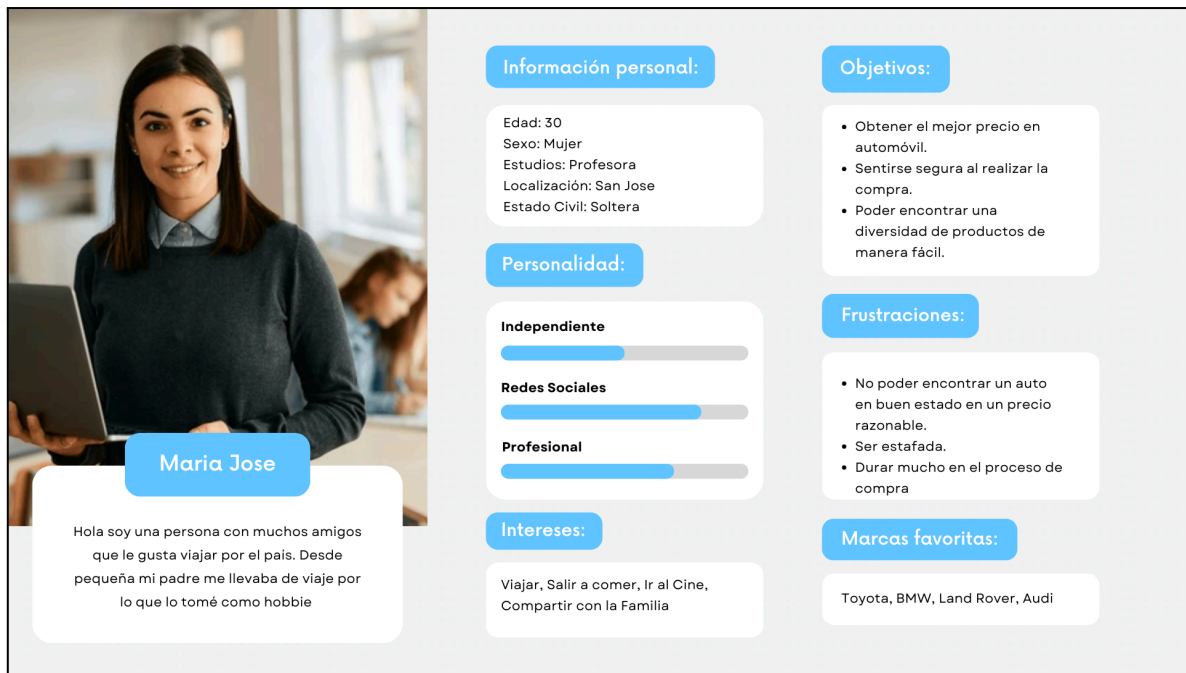 Maria Jose
Hola soy una persona con muchos amigos
que le gusta viajar por el país. Desde
pequeña mi padre me llevaba de viaje por
lo que lo tomé como hobbie
Información personal:
Edad: 30
Sexo: Mujer
Estudios: Profesora
Localización: San Jose
Estado Civil: Soltera
Personalidad:
Independiente
Redes Sociales
Profesional
Intereses:
Viajar, Salir a comer, Ir al Cine,
Compartir con la Familia
Objetivos:
• Obtener el mejor precio en
automóvil.
• Sentirse segura al realizar la
compra.
• Poder encontrar una
diversidad de productos de
manera fácil.
Frustraciones:
• No poder encontrar un auto
en buen estado en un precio
razonable.
• Ser estafada.
• Durar mucho en el proceso de
compra
Marcas favoritas:
Toyota, BMW, Land Rover, Audi